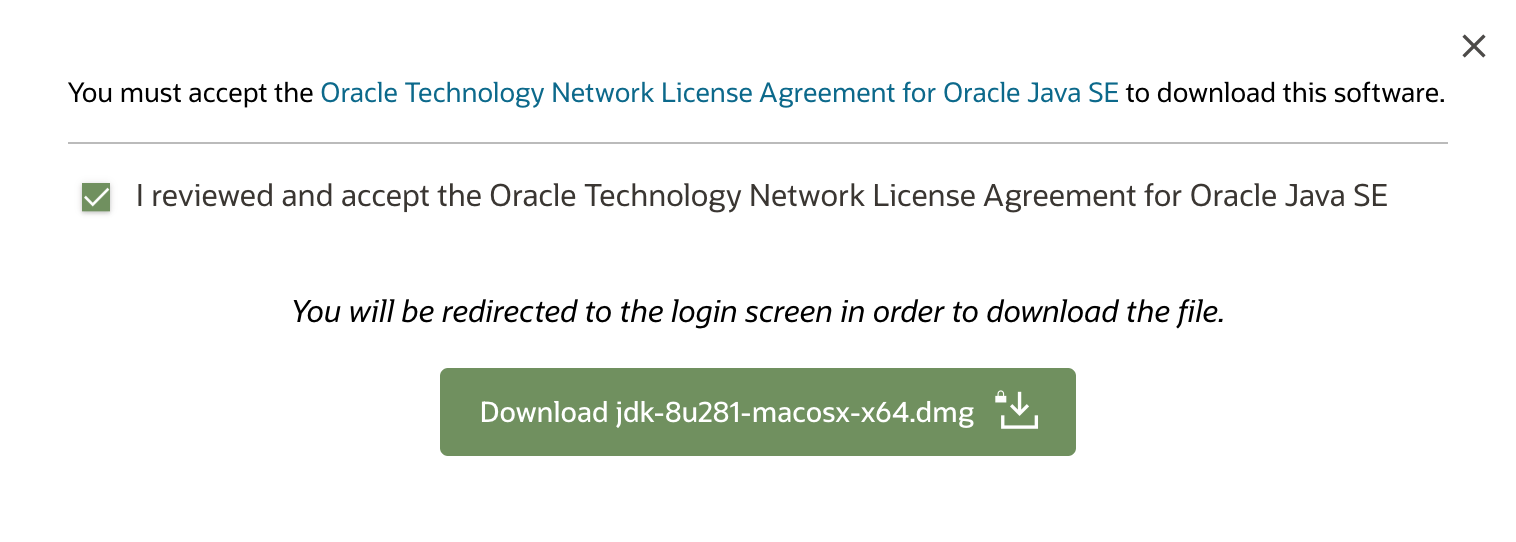 You must accept the Oracle Technology Network License Agreement for Oracle Java SE to download this software.
I reviewed and accept the Oracle Technology Network License Agreement for Oracle Java SE
You will be redirected to the login screen in order to download the file.
Download jdk-8u281-macosx-x64.dmg